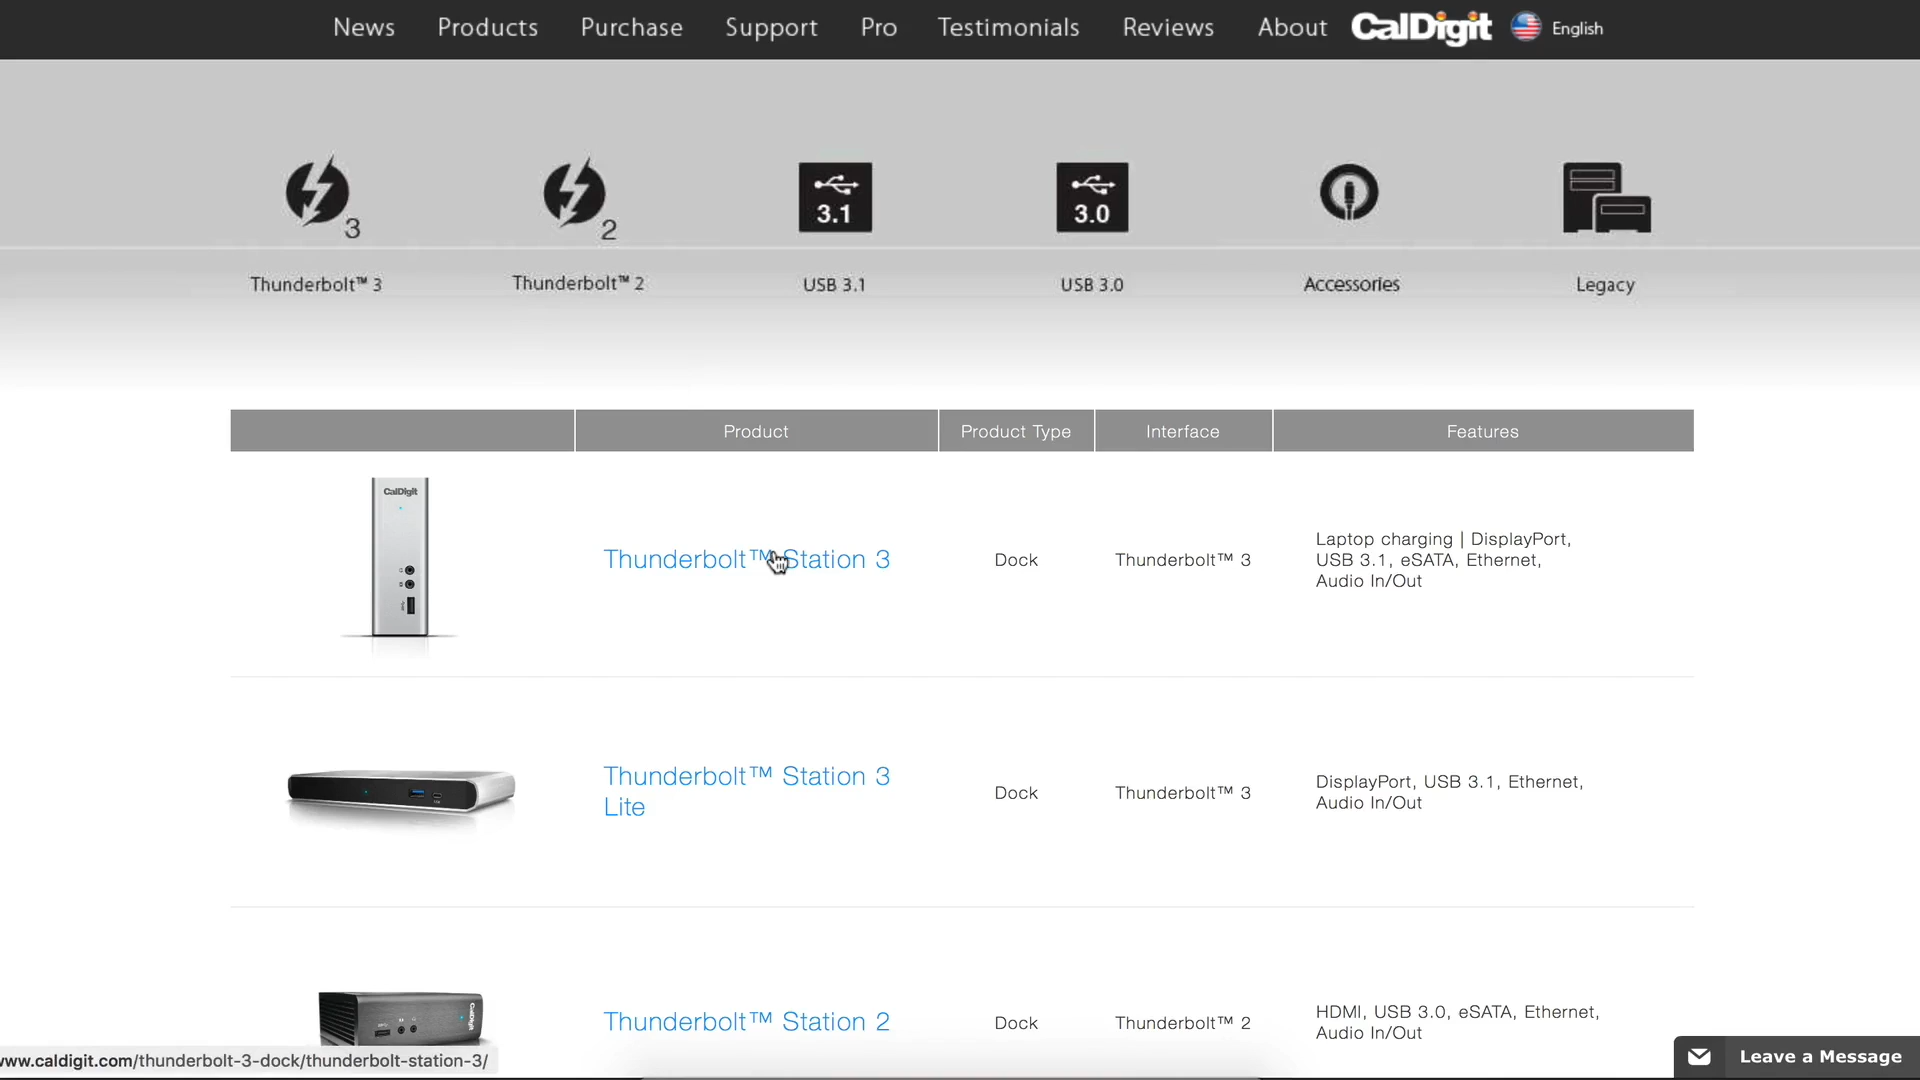 News Products Purchase Support Pro Testimonials Reviews About CalDigit English
3 2 3.1 3.0
Thunderbolt™ 3 Thunderbolt™ 2 USB 3.1 USB 3.0 Accessories Legacy
Product Product Type Interface Features
CalDigit
Thunderbolt™ Station 3 Dock Thunderbolt™ 3
Laptop charging | DisplayPort,
USB 3.1, eSATA, Ethernet,
Audio In/Out
Thunderbolt™ Station 3
Lite
Dock Thunderbolt™ 3
DisplayPort, USB 3.1, Ethernet,
Audio In/Out
CalDigit
Thunderbolt™ Station 2 Dock Thunderbolt™ 2
HDMI, USB 3.0, eSATA, Ethernet,
Audio In/Out
www.caldigit.com/thunderbolt-3-dock/thunderbolt-station-3/
Leave a Message